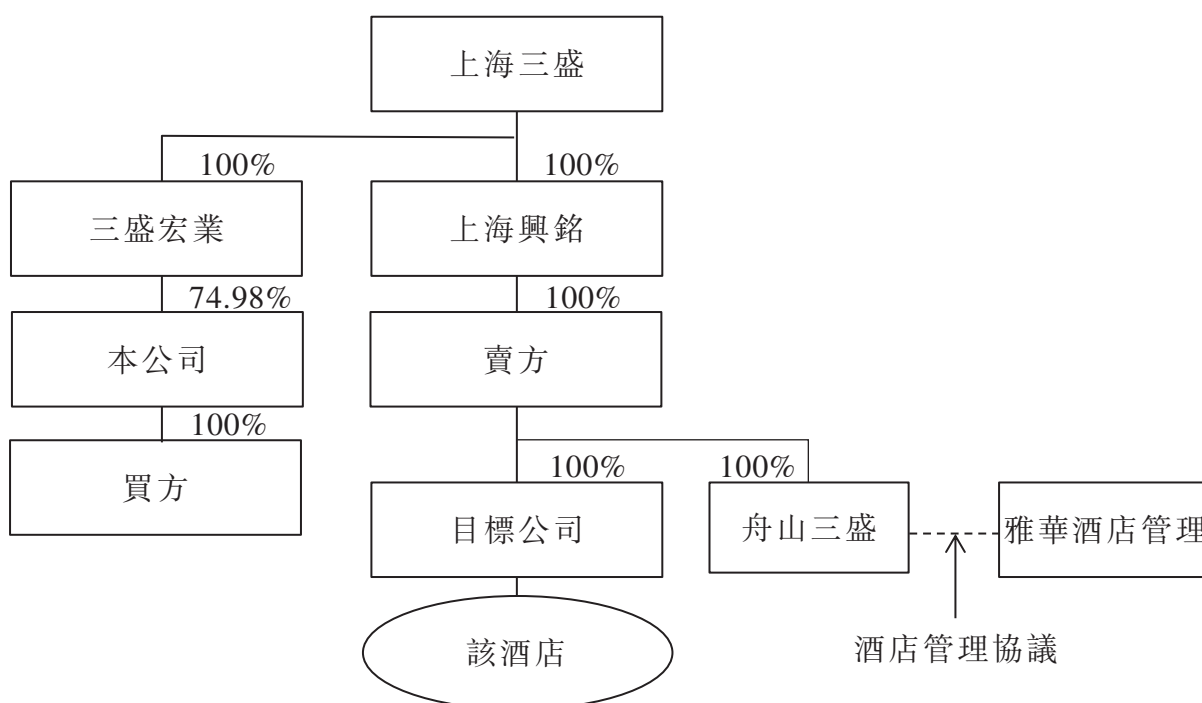 上海三盛
100%
100%
三盛宏業
上海興銘
74.98%
100%
本公司
賣方
100%
買方
100%
100%
目標公司
舟山三盛
雅華酒店管理
該酒店
酒店管理協議